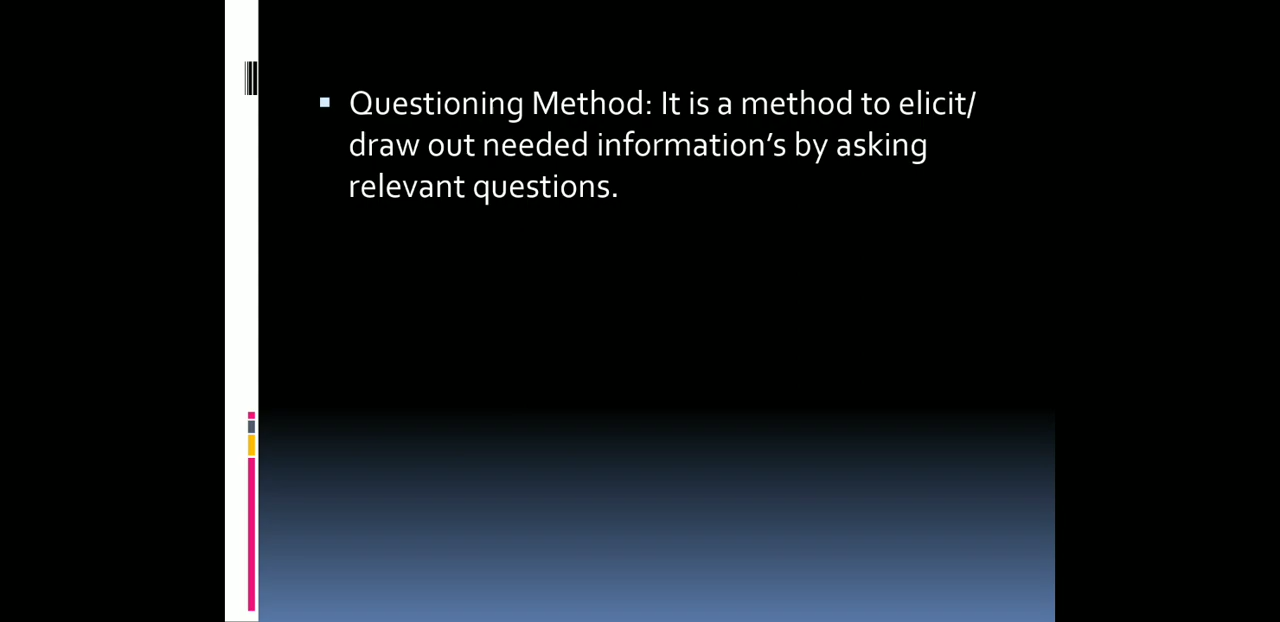 Questioning Method: It is a method to elicit/
draw out needed information’s by asking
relevant questions.